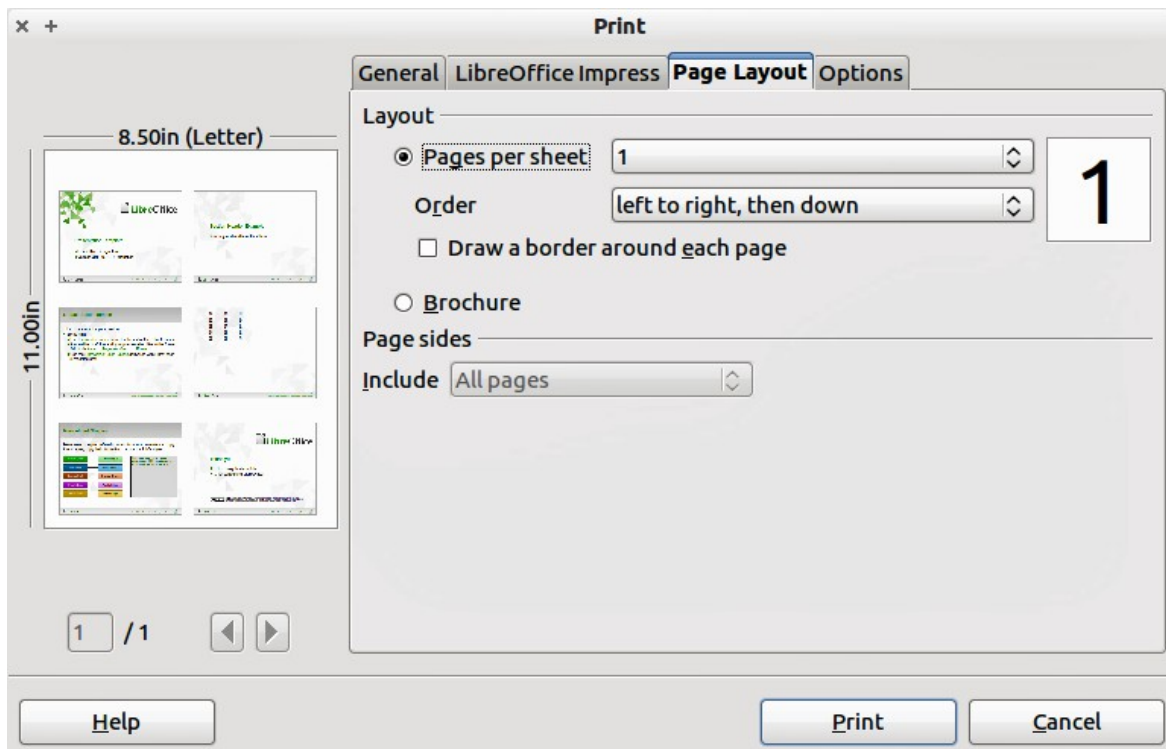 Print
General LibreOffice Impress Page Layout Options
Layout
8.50in (Letter)
11.00in
Pages per sheet 1
1
Order left to right, then down
Draw a border around each page
Brochure
Page sides
Include All pages
LibreOffice
LibreOffice
1 / 1
Help Print Cancel